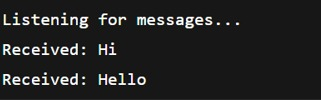 Listening for messages...
Received: Hi
Received: Hello